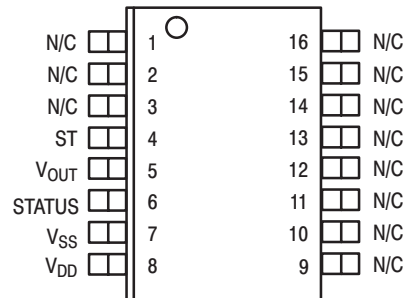 N/C 1 16 N/C
N/C 2 15 N/C
N/C 3 14 N/C
ST 4 13 N/C
VOUT 5 12 N/C
STATUS 6 11 N/C
VSS 7 10 N/C
VDD 8 9 N/C